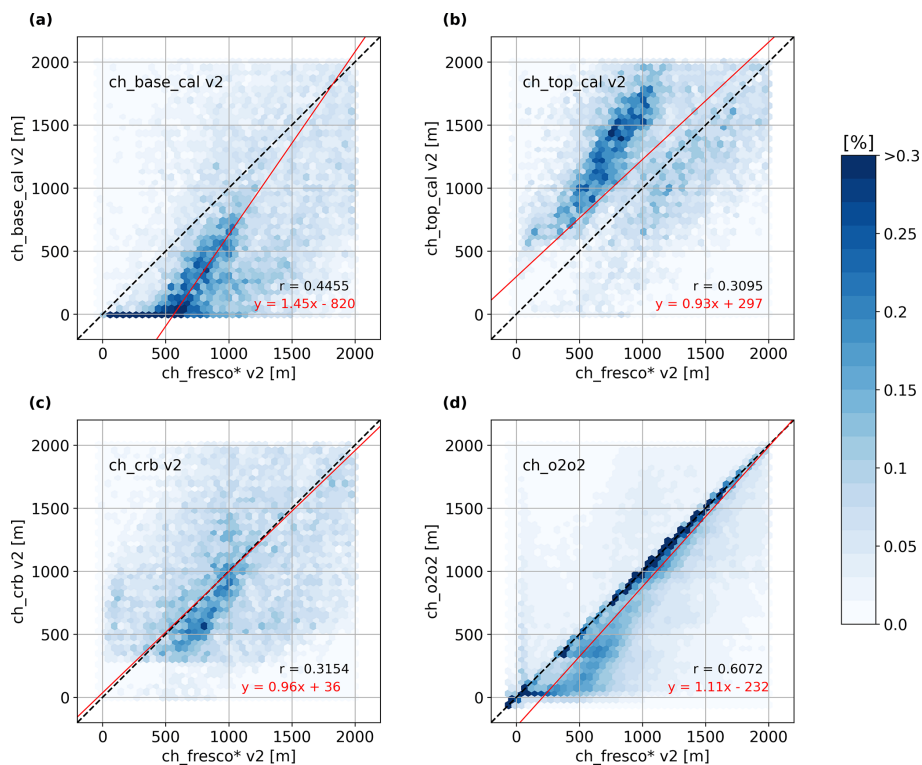 (a)
ch_base_cal v2
ch_base_cal v2 [m]
2000
1500
1000
500
0
r = 0.4455
y = 1.45x - 820
0 500 1000 1500 2000
ch_fresco* v2 [m]
(b)
ch_top_cal v2
ch_top_cal v2 [m]
2000
1500
1000
500
0
r = 0.3095
y = 0.93x + 297
0 500 1000 1500 2000
ch_fresco* v2 [m]
(c)
ch_crb v2
ch_crb v2 [m]
2000
1500
1000
500
0
r = 0.3154
y = 0.96x + 36
0 500 1000 1500 2000
ch_fresco* v2 [m]
(d)
ch_o2o2
ch_o2o2 [m]
2000
1500
1000
500
0
r = 0.6072
y = 1.11x - 232
0 500 1000 1500 2000
ch_fresco* v2 [m]
[%]
>0.3
0.25
0.2
0.15
0.1
0.05
0.0